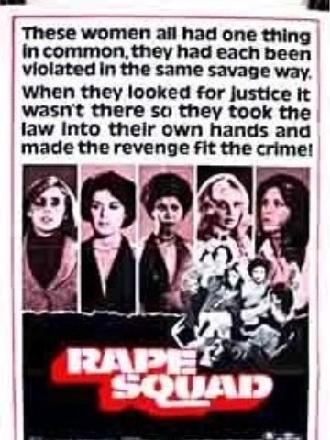 These women all had one thing
in common, they had each been
violated in the same savage way.
When they looked for justice it
wasn't there so they took the
law into their own hands and
made the revenge fit the crime!
RAPE
SQUAD